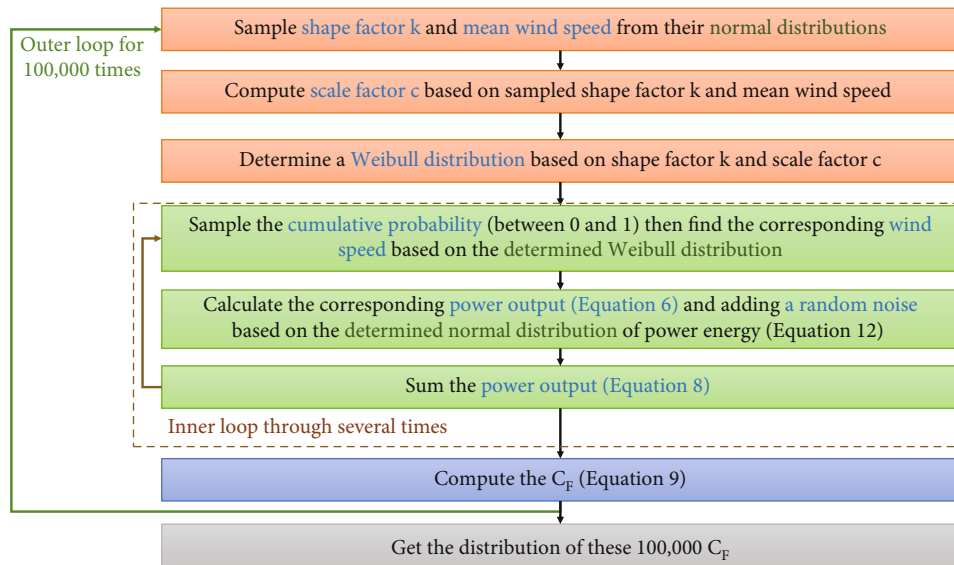 Outer loop for
100,000 times
Sample shape factor k and mean wind speed from their normal distributions
Compute scale factor c based on sampled shape factor k and mean wind speed
Determine a Weibull distribution based on shape factor k and scale factor c
Sample the cumulative probability (between 0 and 1) then find the corresponding wind
speed based on the determined Weibull distribution
Calculate the corresponding power output (Equation 6) and adding a random noise
based on the determined normal distribution of power energy (Equation 12)
Sum the power output (Equation 8)
Inner loop through several times
Compute the C_F (Equation 9)
Get the distribution of these 100,000 C_F